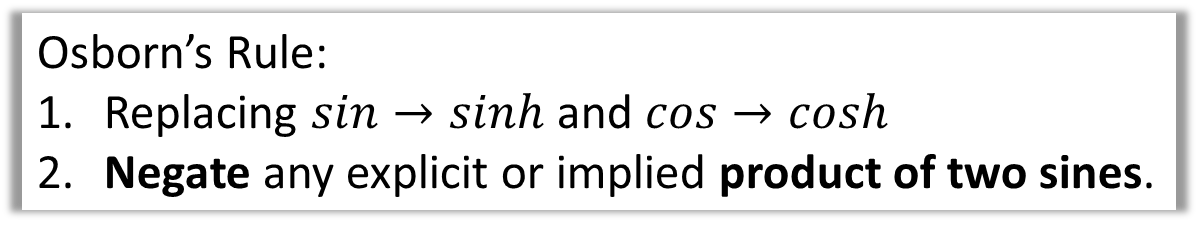 Osborn’s Rule:
1. Replacing sin → sinh and cos → cosh
2. Negate any explicit or implied product of two sines.